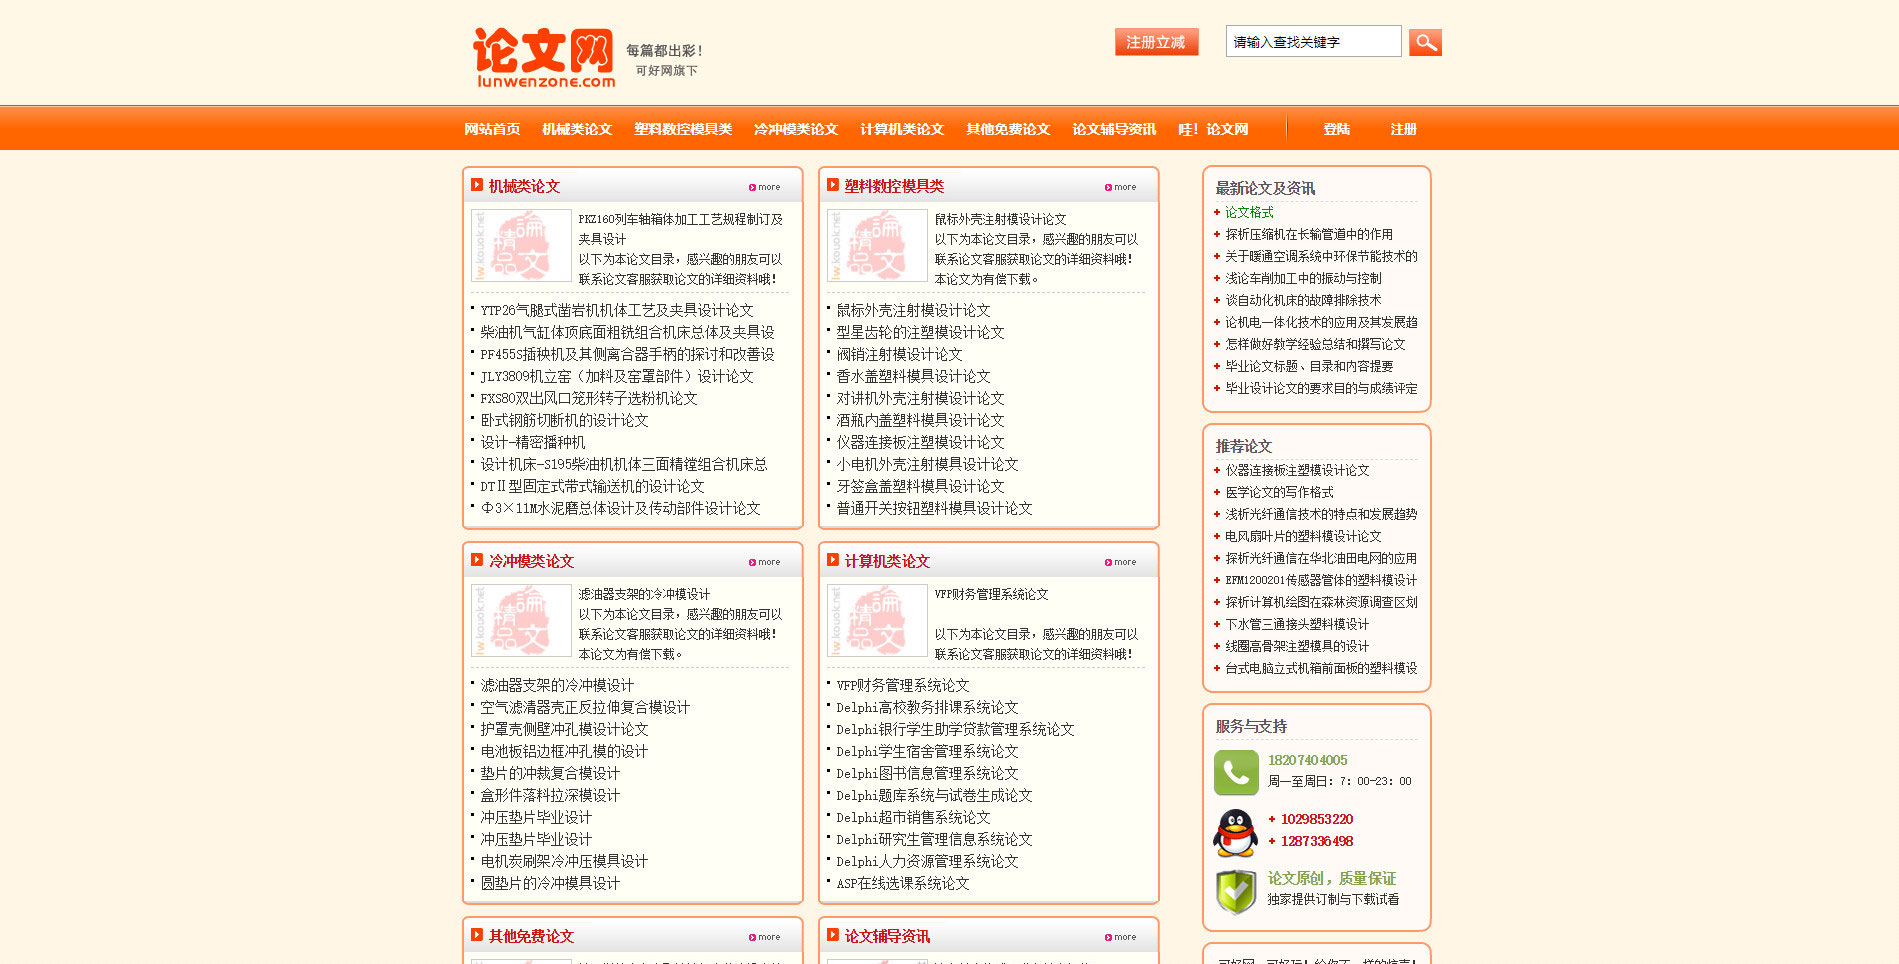 论文网
lunwenzone.com
每篇都出彩！
可好网旗下
注册立减
请输入查找关键字
网站首页 机械类论文 塑料数控模具类 冷冲模类论文 计算机类论文 其他免费论文 论文辅导资讯 哇！论文网 登陆 注册
机械类论文
more
lw.kouok.net
論文精品
PKZ160列车轴箱体加工工艺规程制订及
夹具设计
以下为本论文目录，感兴趣的朋友可以
联系论文客服获取论文的详细资料哦！
YTP26气腿式凿岩机机体工艺及夹具设计论文
柴油机气缸体顶底面粗铣组合机床总体及夹具设
PF455S插秧机及其侧离合器手柄的探讨和改善设
JLY3809机立窑（加料及窑罩部件）设计论文
FXS80双出风口笼形转子选粉机论文
卧式钢筋切断机的设计论文
设计-精密播种机
设计机床-S195柴油机机体三面精镗组合机床总
DTⅡ型固定式带式输送机的设计论文
Φ3×11M水泥磨总体设计及传动部件设计论文
塑料数控模具类
more
lw.kouok.net
論文精品
鼠标外壳注射模设计论文
以下为本论文目录，感兴趣的朋友可以
联系论文客服获取论文的详细资料哦！
本论文为有偿下载。
鼠标外壳注射模设计论文
型星齿轮的注塑模设计论文
阀销注射模设计论文
香水盖塑料模具设计论文
对讲机外壳注射模设计论文
酒瓶内盖塑料模具设计论文
仪器连接板注塑模设计论文
小电机外壳注射模具设计论文
牙签盒盖塑料模具设计论文
普通开关按钮塑料模具设计论文
冷冲模类论文
more
lw.kouok.net
論文精品
滤油器支架的冷冲模设计
以下为本论文目录，感兴趣的朋友可以
联系论文客服获取论文的详细资料哦！
本论文为有偿下载。
滤油器支架的冷冲模设计
空气滤清器壳正反拉伸复合模设计
护罩壳侧壁冲孔模设计论文
电池板铝边框冲孔模的设计
垫片的冲裁复合模设计
盒形件落料拉深模设计
冲压垫片毕业设计
冲压垫片毕业设计
电机炭刷架冷冲压模具设计
圆垫片的冷冲模具设计
计算机类论文
more
lw.kouok.net
論文精品
VFP财务管理系统论文
以下为本论文目录，感兴趣的朋友可以
联系论文客服获取论文的详细资料哦！
VFP财务管理系统论文
Delphi高校教务排课系统论文
Delphi银行学生助学贷款管理系统论文
Delphi学生宿舍管理系统论文
Delphi图书信息管理系统论文
Delphi题库系统与试卷生成论文
Delphi超市销售系统论文
Delphi研究生管理信息系统论文
Delphi人力资源管理系统论文
ASP在线选课系统论文
其他免费论文
more
论文辅导资讯
more
最新论文及资讯
论文格式
探析压缩机在长输管道中的作用
关于暖通空调系统中环保节能技术的
浅论车削加工中的振动与控制
谈自动化机床的故障排除技术
论机电一体化技术的应用及其发展趋
怎样做好教学经验总结和撰写论文
毕业论文标题、目录和内容提要
毕业设计论文的要求目的与成绩评定
推荐论文
仪器连接板注塑模设计论文
医学论文的写作格式
浅析光纤通信技术的特点和发展趋势
电风扇叶片的塑料模设计论文
探析光纤通信在华北油田电网的应用
EFM1200201传感器管体的塑料模设计
探析计算机绘图在森林资源调查区划
下水管三通接头塑料模设计
线圈高骨架注塑模具的设计
台式电脑立式机箱前面板的塑料模设
服务与支持
18207404005
周一至周日：7：00-23：00
+ 1029853220
+ 1287336498
论文原创，质量保证
独家提供订制与下载试看